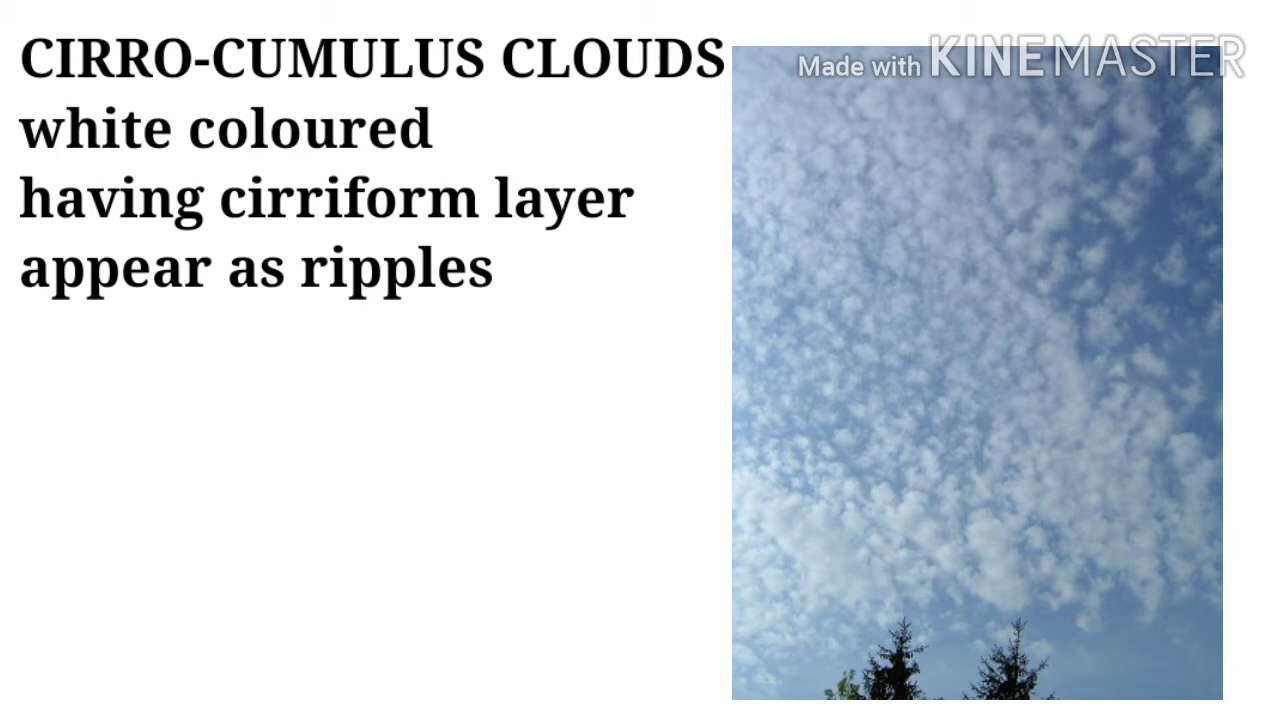 CIRRO-CUMULUS CLOUDS
white coloured
having cirriform layer
appear as ripples
Made with KINEMASTER